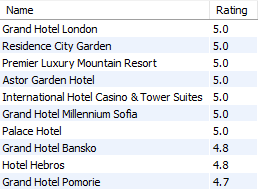 Name Rating
Grand Hotel London 5.0
Residence City Garden 5.0
Premier Luxury Mountain Resort 5.0
Astor Garden Hotel 5.0
International Hotel Casino & Tower Suites 5.0
Grand Hotel Millennium Sofia 5.0
Palace Hotel 5.0
Grand Hotel Bansko 4.8
Hotel Hebros 4.8
Grand Hotel Pomorie 4.7